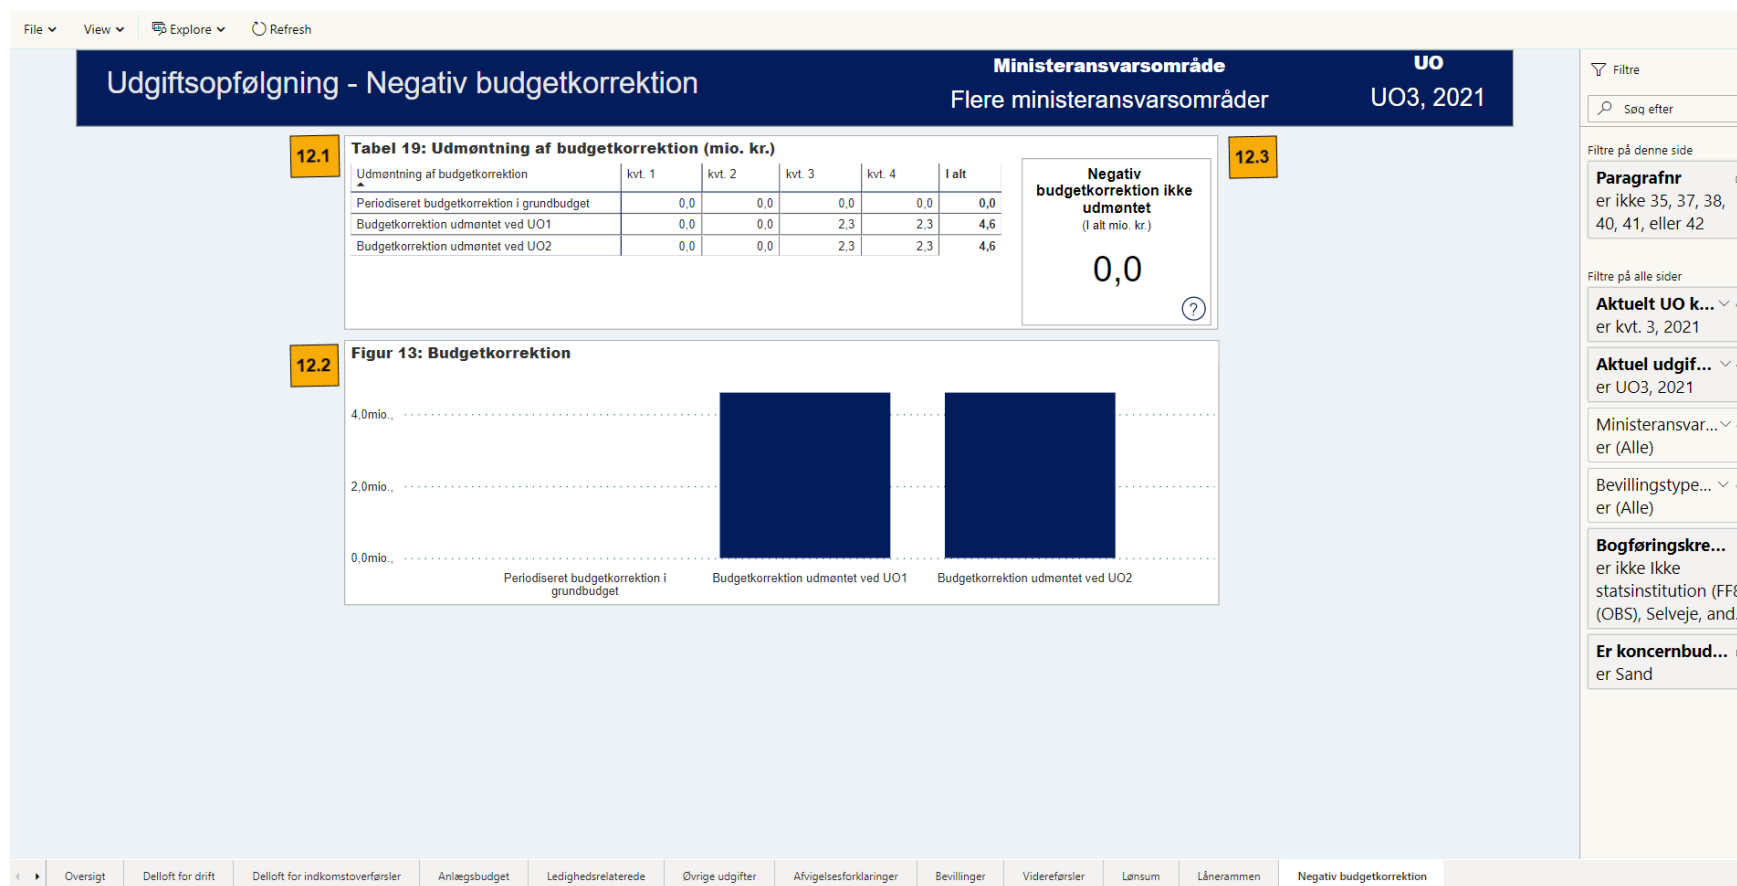 File View Explore Refresh
Udgiftsopfølgning - Negativ budgetkorrektion
Ministeransvarsområde
Flere ministeransvarsområder
UO
UO3, 2021
12.1
Tabel 19: Udmøntning af budgetkorrektion (mio. kr.)
Udmøntning af budgetkorrektion kvt. 1 kvt. 2 kvt. 3 kvt. 4 I alt
Periodiseret budgetkorrektion i grundbudget 0,0 0,0 0,0 0,0 0,0
Budgetkorrektion udmøntet ved UO1 0,0 0,0 2,3 2,3 4,6
Budgetkorrektion udmøntet ved UO2 0,0 0,0 2,3 2,3 4,6
Negativ
budgetkorrektion ikke
udmøntet
(I alt mio. kr.)
0,0
?
12.3
12.2
Figur 13: Budgetkorrektion
4,0mio.,
2,0mio.,
0,0mio.,
Periodiseret budgetkorrektion i
grundbudget
Budgetkorrektion udmøntet ved UO1
Budgetkorrektion udmøntet ved UO2
Filtre
Søg efter
Filtre på denne side
Paragrafnr
er ikke 35, 37, 38,
40, 41, eller 42
Filtre på alle sider
Aktuelt UO k...
er kvt. 3, 2021
Aktuel udgif...
er UO3, 2021
Ministeransvar...
er (Alle)
Bevillingstype...
er (Alle)
Bogføringskre...
er ikke Ikke
statsinstitution (FF8
(OBS), Selveje, and.
Er koncernbud...
er Sand
Oversigt Delloft for drift Delloft for indkomstoverførsler Anlægsbudget Ledighedsrelaterede Øvrige udgifter Afvigelsesforklaringer Bevillinger Videreførsler Lønsum Lånerammen Negativ budgetkorrektion